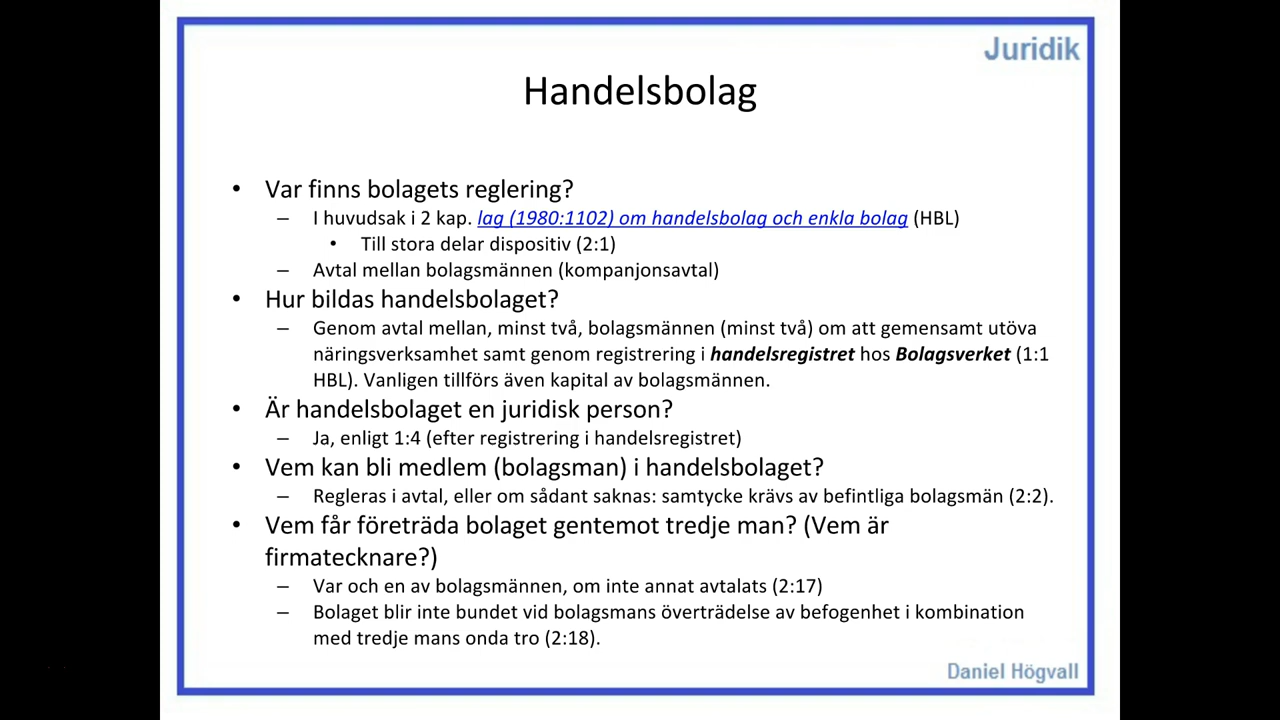 Juridik
Handelsbolag
• Var finns bolagets reglering?
– I huvudsak i 2 kap. lag (1980:1102) om handelsbolag och enkla bolag (HBL)
• Till stora delar dispositiv (2:1)
– Avtal mellan bolagsmännen (kompanjonsavtal)
• Hur bildas handelsbolaget?
– Genom avtal mellan, minst två, bolagsmännen (minst två) om att gemensamt utöva
näringsverksamhet samt genom registrering i handelsregistret hos Bolagsverket (1:1
HBL). Vanligen tillförs även kapital av bolagsmännen.
• Är handelsbolaget en juridisk person?
– Ja, enligt 1:4 (efter registrering i handelsregistret)
• Vem kan bli medlem (bolagsman) i handelsbolaget?
– Regleras i avtal, eller om sådant saknas: samtycke krävs av befintliga bolagsmän (2:2).
• Vem får företräda bolaget gentemot tredje man? (Vem är
firmatecknare?)
– Var och en av bolagsmännen, om inte annat avtalats (2:17)
– Bolaget blir inte bundet vid bolagsmans överträdelse av befogenhet i kombination
med tredje mans onda tro (2:18).
Daniel Högvall